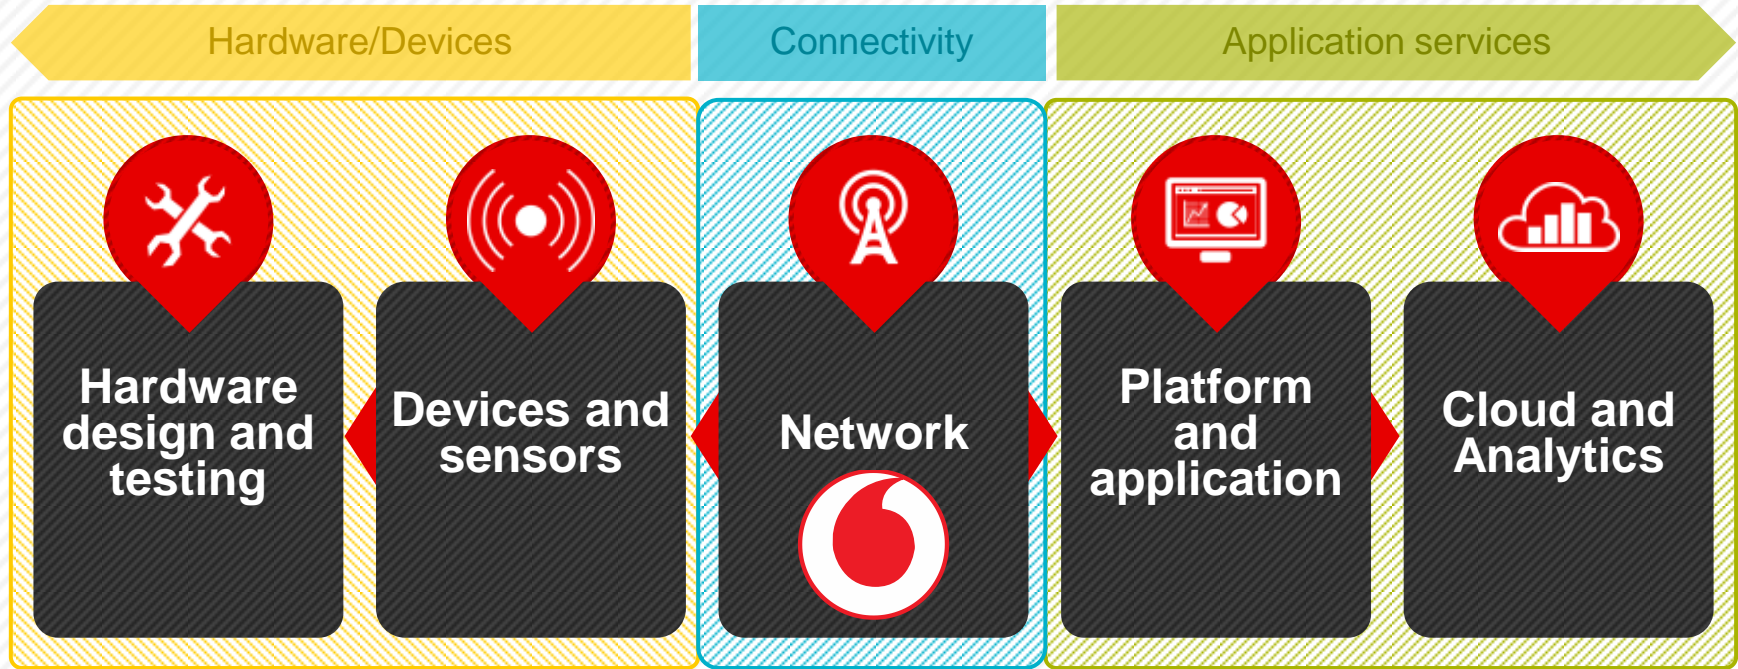 Hardware/Devices
Connectivity
Application services
Hardware
design and
testing
Devices and
sensors
Network
Platform
and
application
Cloud and
Analytics